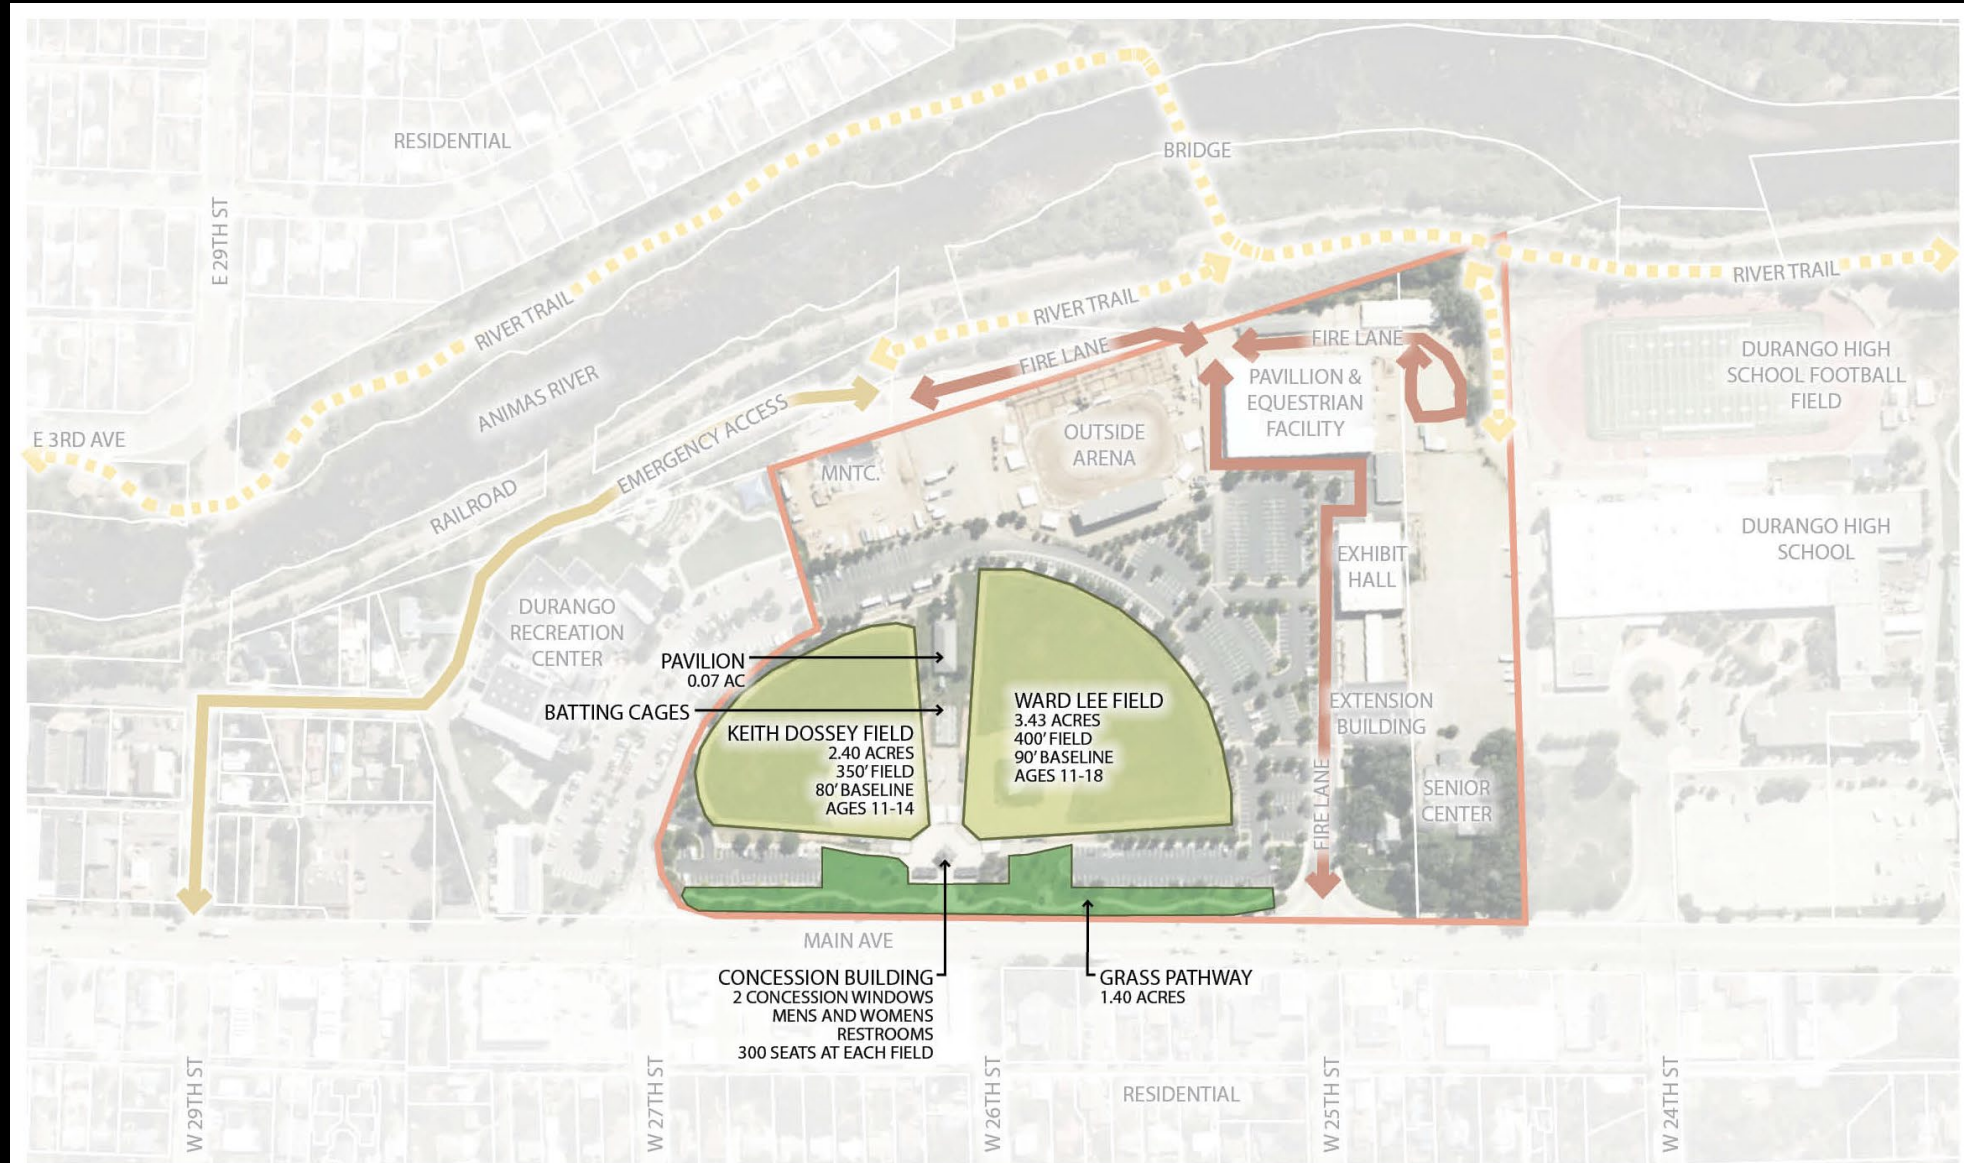 RESIDENTIAL
BRIDGE
E 29TH ST
RIVER TRAIL
RIVER TRAIL
RIVER TRAIL
FIRE LANE
FIRE LANE
DURANGO HIGH
SCHOOL FOOTBALL
FIELD
PAVILLION &
EQUESTRIAN
FACILITY
ANIMAS RIVER
E 3RD AVE
EMERGENCY ACCESS
OUTSIDE
ARENA
MNTC.
RAILROAD
DURANGO HIGH
SCHOOL
EXHIBIT
HALL
DURANGO
RECREATION
CENTER
PAVILION
0.07 AC
BATTING CAGES
KEITH DOSSEY FIELD
2.40 ACRES
350' FIELD
80' BASELINE
AGES 11-14
WARD LEE FIELD
3.43 ACRES
400' FIELD
90' BASELINE
AGES 11-18
EXTENSION
BUILDING
FIRE LANE
SENIOR
CENTER
MAIN AVE
CONCESSION BUILDING
2 CONCESSION WINDOWS
MENS AND WOMENS
RESTROOMS
300 SEATS AT EACH FIELD
GRASS PATHWAY
1.40 ACRES
RESIDENTIAL
W 29TH ST
W 27TH ST
W 26TH ST
W 25TH ST
W 24TH ST